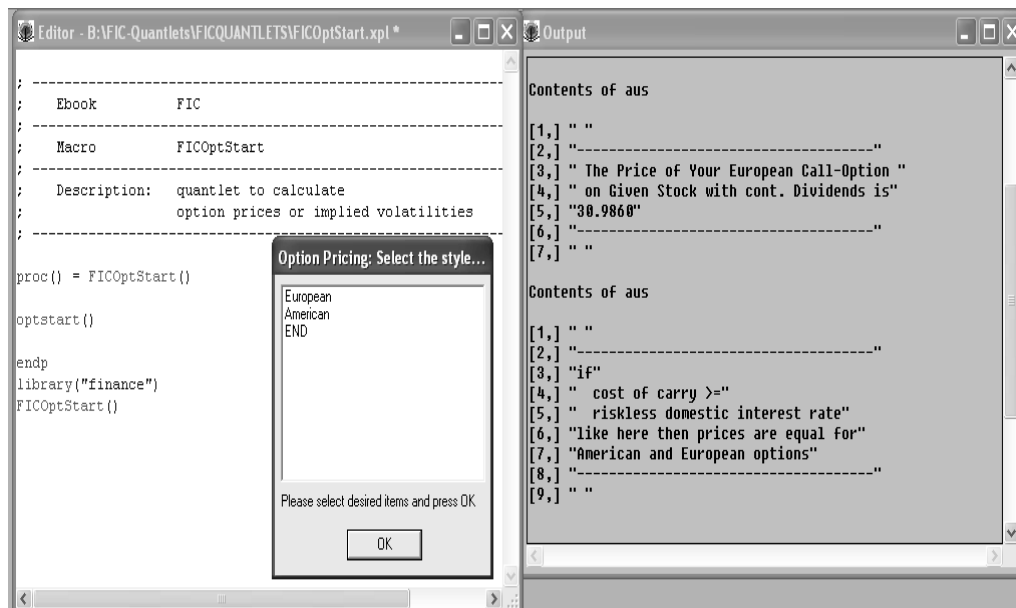 Editor - B:\FIC-Quantlets\FICQUANTLETS\FICOptStart.xpl *
; ------------------------------------------------------------
;    Ebook          FIC
; ------------------------------------------------------------
;    Macro          FICOptStart
; ------------------------------------------------------------
;    Description:   quantlet to calculate
;                   option prices or implied volatilities
; ------------------------------------------------------------
proc() = FICOptStart()
optstart()
endp
library("finance")
FICOptStart()
Option Pricing: Select the style...
European
American
END
Please select desired items and press OK
OK
Output
Contents of aus
[1,] " "
[2,] "-------------------------------------"
[3,] " The Price of Your European Call-Option "
[4,] " on Given Stock with cont. Dividends is"
[5,] "30.9860"
[6,] "-------------------------------------"
[7,] " "
Contents of aus
[1,] " "
[2,] "-------------------------------------"
[3,] "if"
[4,] "  cost of carry >="
[5,] "  riskless domestic interest rate"
[6,] "like here then prices are equal for"
[7,] "American and European options"
[8,] "-------------------------------------"
[9,] " "